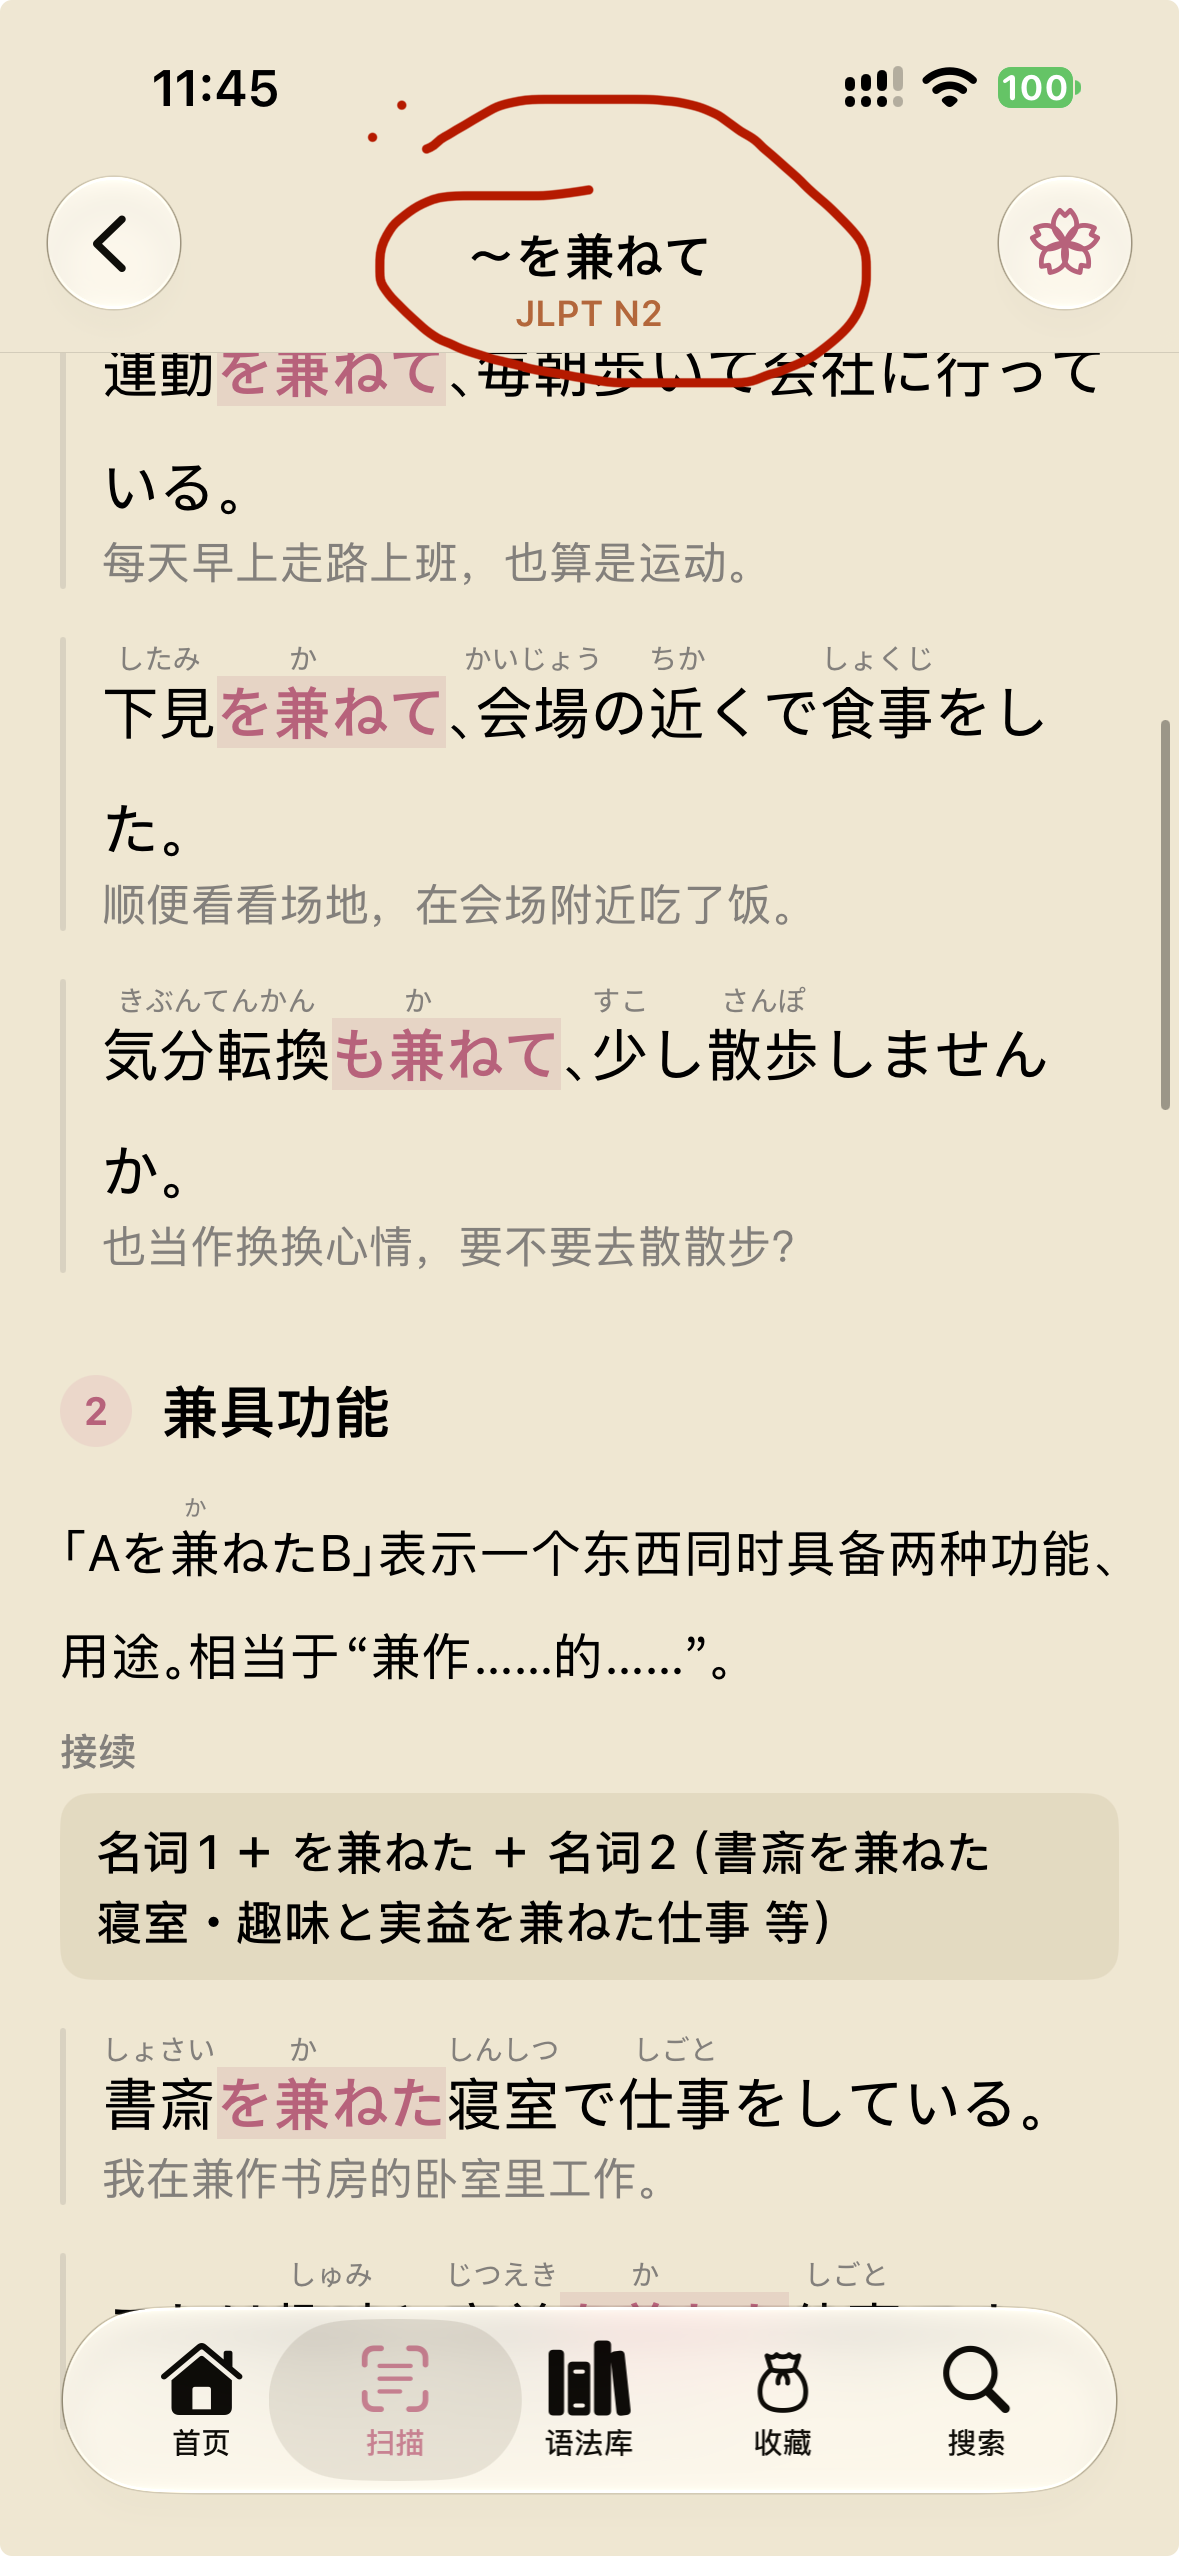 11:45
100
～を兼ねて
JLPT N2
運動を兼ねて、毎朝歩いて会社に行って
いる。
每天早上走路上班，也算是运动。
したみ か かいじょう ちか しょくじ
下見を兼ねて、会場の近くで食事をし
た。
顺便看看场地，在会场附近吃了饭。
きぶんてんかん か すこ さんぽ
気分転換も兼ねて、少し散歩しません
か。
也当作换换心情，要不要去散散步？
2 兼具功能
か
「Aを兼ねたB」表示一个东西同时具备两种功能、
用途。相当于“兼作……的……”。
接续
名词1 + を兼ねた + 名词2（書斎を兼ねた
寝室・趣味と実益を兼ねた仕事 等）
しょさい か しんしつ しごと
書斎を兼ねた寝室で仕事をしている。
我在兼作书房的卧室里工作。
しゅみ じつえき か しごと
首页 扫描 语法库 收藏 搜索